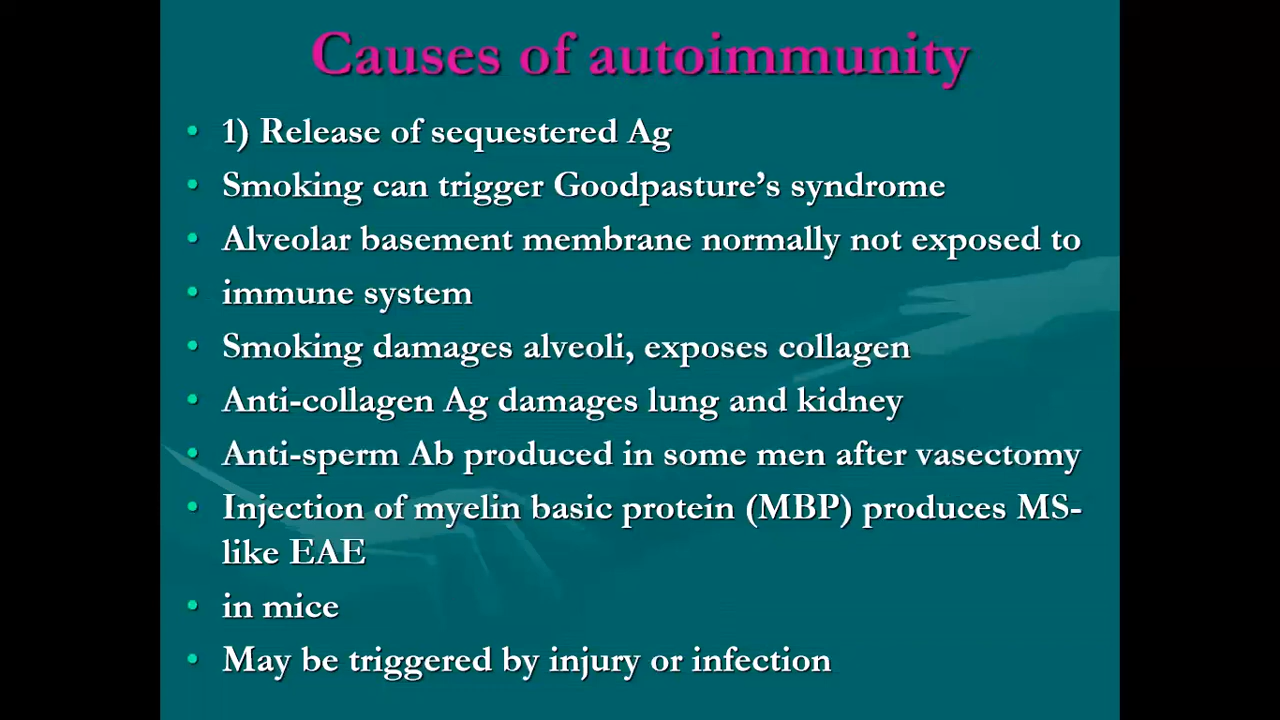 Causes of autoimmunity
• 1) Release of sequestered Ag
• Smoking can trigger Goodpasture’s syndrome
• Alveolar basement membrane normally not exposed to
• immune system
• Smoking damages alveoli, exposes collagen
• Anti-collagen Ag damages lung and kidney
• Anti-sperm Ab produced in some men after vasectomy
• Injection of myelin basic protein (MBP) produces MS-
like EAE
• in mice
• May be triggered by injury or infection